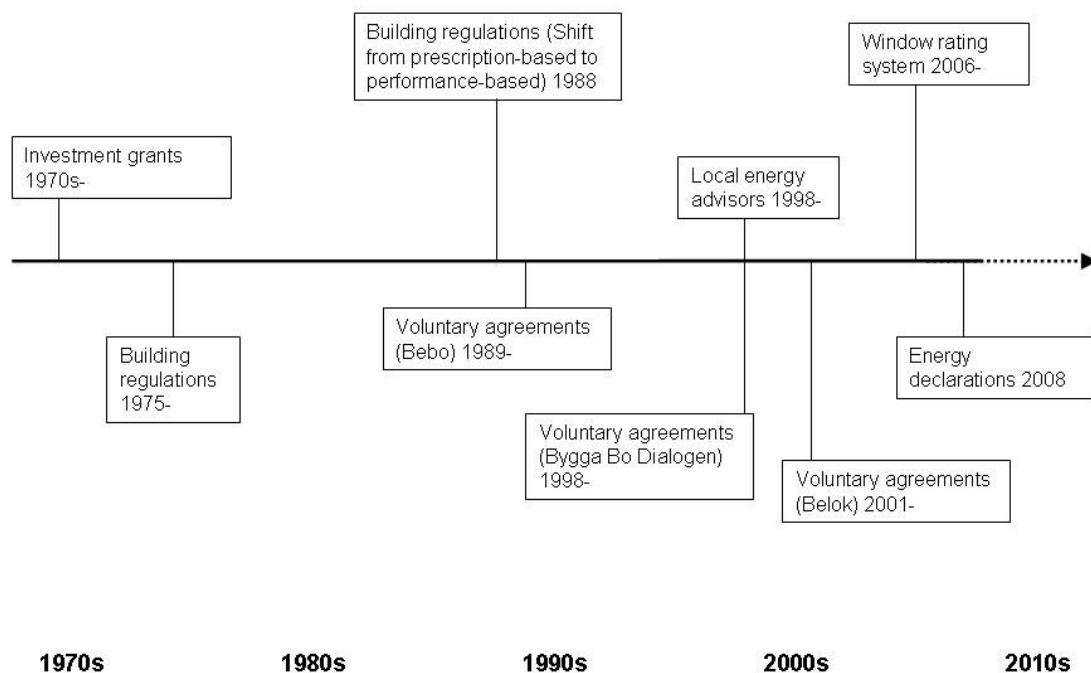 Building regulations (Shift
from prescription-based to
performance-based) 1988
Window rating
system 2006-
Investment grants
1970s-
Local energy
advisors 1998-
Building
regulations
1975-
Voluntary agreements
(Bebo) 1989-
Energy
declarations 2008
Voluntary agreements
(Bygga Bo Dialogen)
1998-
Voluntary agreements
(Belok) 2001-
1970s 1980s 1990s 2000s 2010s